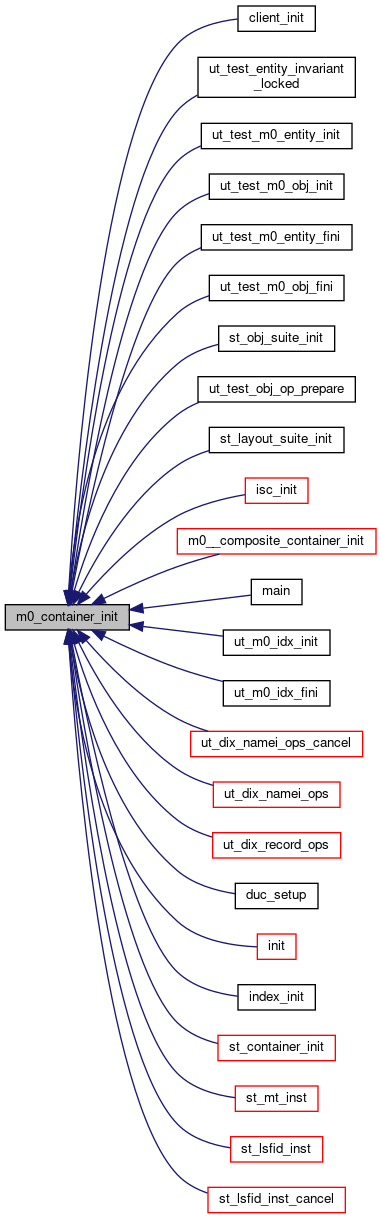 client_init
ut_test_entity_invariant
_locked
ut_test_m0_entity_init
ut_test_m0_obj_init
ut_test_m0_entity_fini
ut_test_m0_obj_fini
st_obj_suite_init
ut_test_obj_op_prepare
st_layout_suite_init
isc_init
m0__composite_container_init
main
m0_container_init
ut_m0_idx_init
ut_m0_idx_fini
ut_dix_namei_ops_cancel
ut_dix_namei_ops
ut_dix_record_ops
duc_setup
init
index_init
st_container_init
st_mt_inst
st_lsfid_inst
st_lsfid_inst_cancel